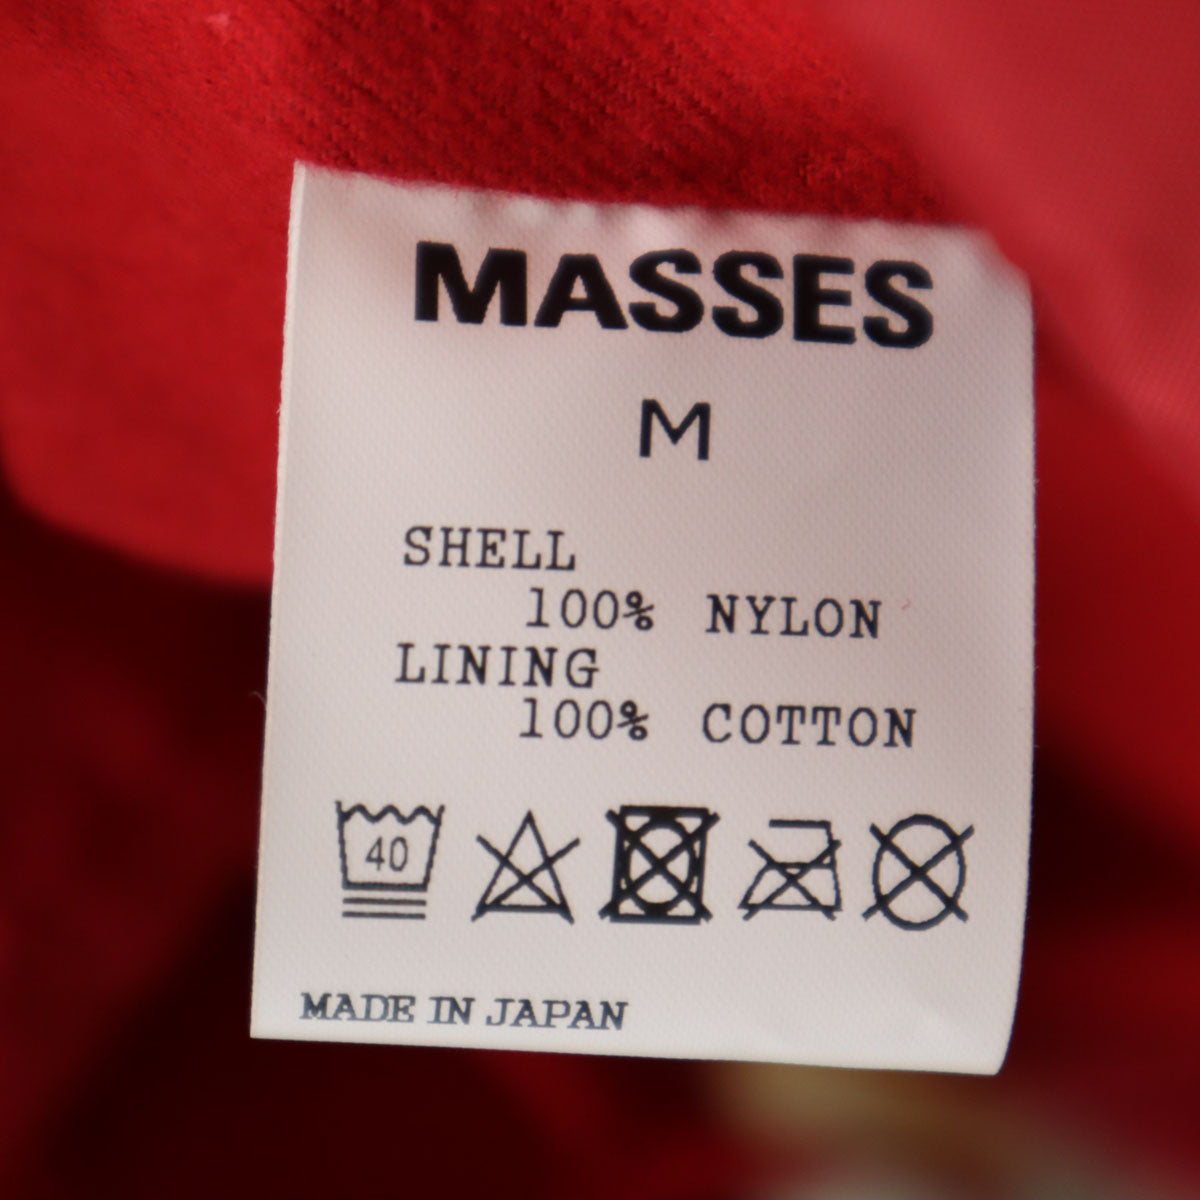 MASSES
M
SHELL
100% NYLON
LINING
100% COTTON
40
MADE IN JAPAN